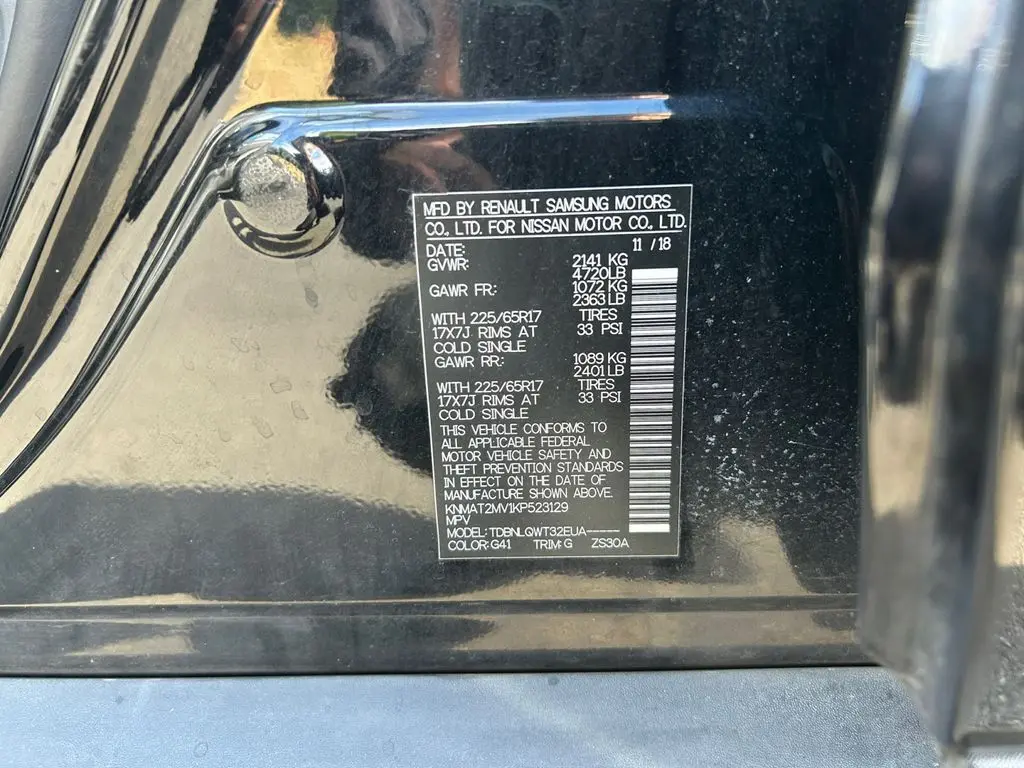 MFD BY RENAULT SAMSUNG MOTORS
CO., LTD. FOR NISSAN MOTOR CO., LTD.
DATE: 11 / 18
GVWR: 2141 KG
4720LB
GAWR FR: 1072 KG
2363 LB
WITH 225/65R17 TIRES
17X7J RIMS AT 33 PSI
COLD SINGLE
GAWR RR: 1089 KG
2401 LB
WITH 225/65R17 TIRES
17X7J RIMS AT 33 PSI
COLD SINGLE
THIS VEHICLE CONFORMS TO
ALL APPLICABLE FEDERAL
MOTOR VEHICLE SAFETY AND
THEFT PREVENTION STANDARDS
IN EFFECT ON THE DATE OF
MANUFACTURE SHOWN ABOVE.
KNMAT2MV1KP523129
MPV
MODEL: TDBNLQWT32EUA-----
COLOR: G41 TRIM: G ZS30A